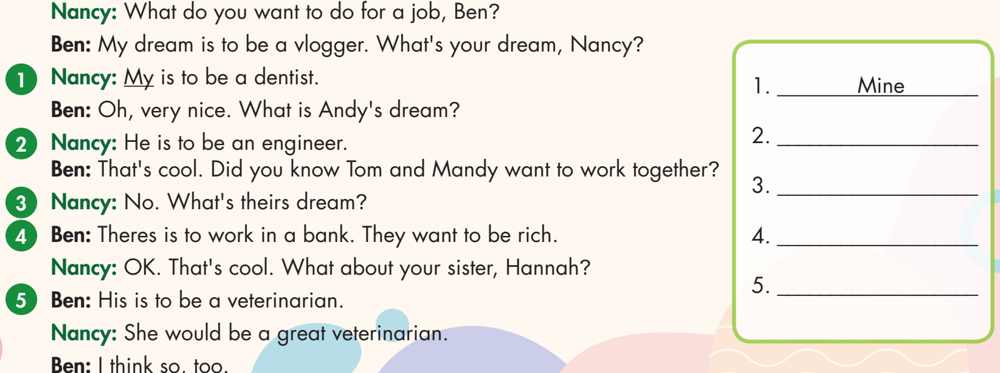 Nancy: What do you want to do for a job, Ben?
Ben: My dream is to be a vlogger. What's your dream, Nancy?
1 Nancy: My is to be a dentist.
Ben: Oh, very nice. What is Andy's dream?
2 Nancy: He is to be an engineer.
Ben: That's cool. Did you know Tom and Mandy want to work together?
3 Nancy: No. What's theirs dream?
4 Ben: Theres is to work in a bank. They want to be rich.
Nancy: OK. That's cool. What about your sister, Hannah?
5 Ben: His is to be a veterinarian.
Nancy: She would be a great veterinarian.
Ben: I think so, too.
1. Mine
2.
3.
4.
5.